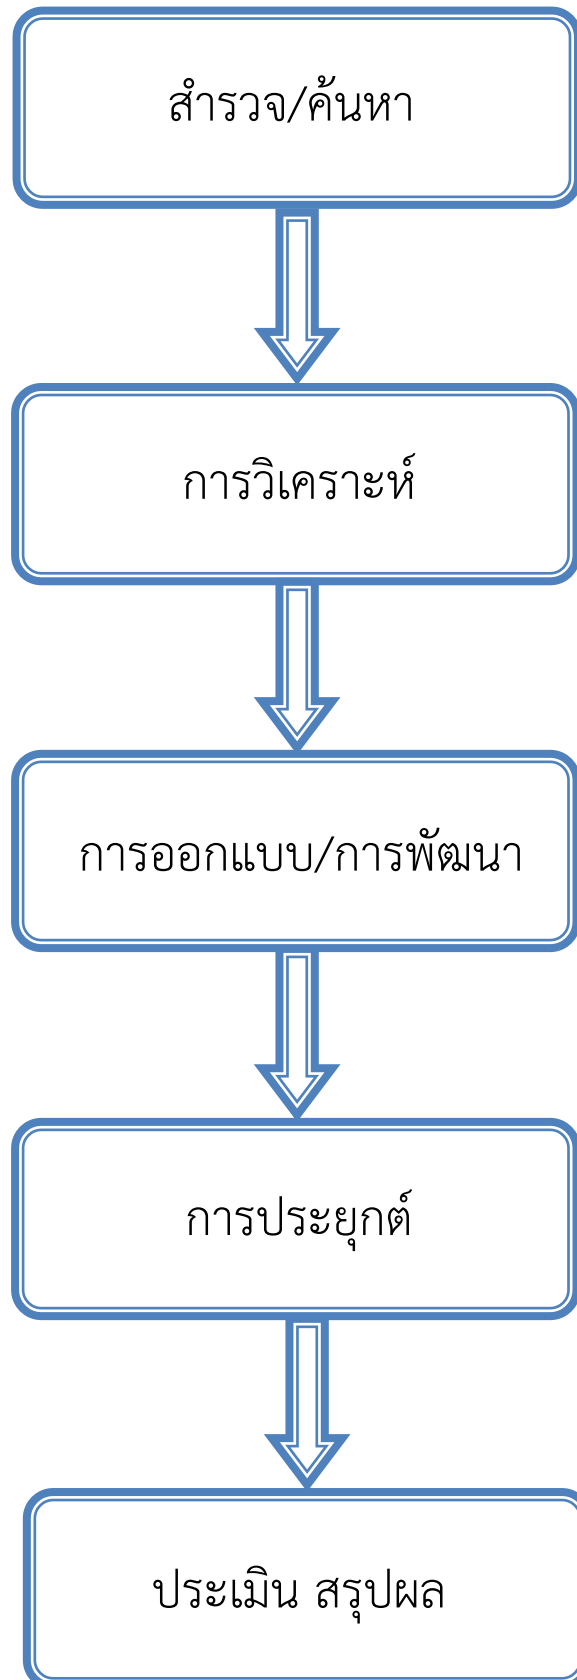 สำรวจ/ค้นหา
การวิเคราะห์
การออกแบบ/การพัฒนา
การประยุกต์
ประเมิน สรุปผล